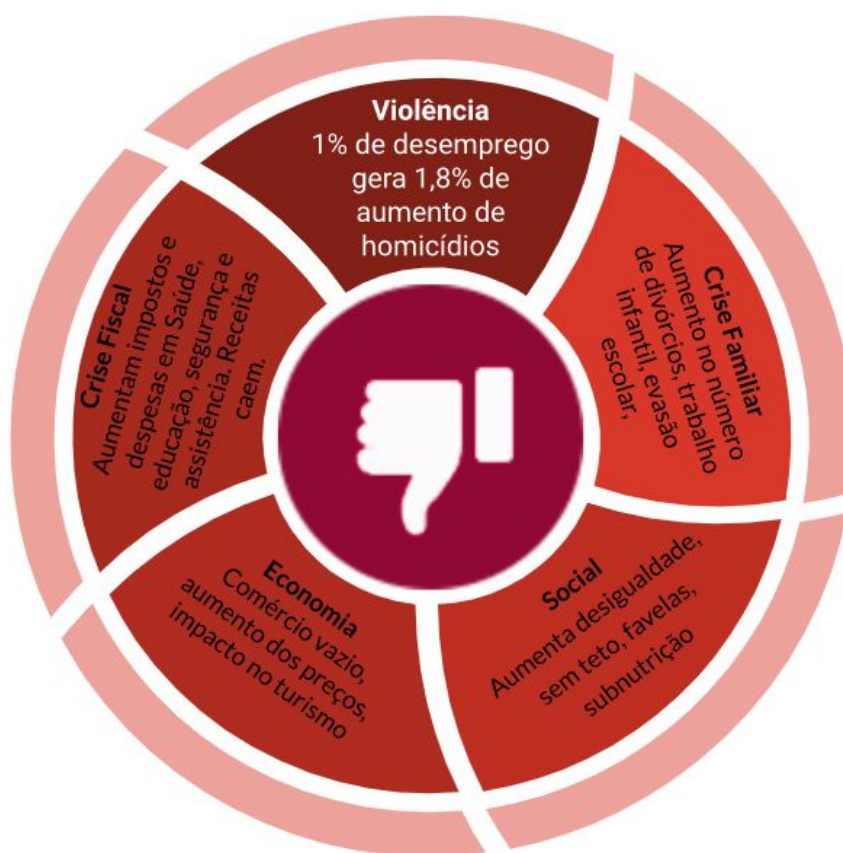 Violência
1% de desemprego
gera 1,8% de
aumento de
homicídios
Crise Familiar
Aumento no número
de divórcios, trabalho
infantil, evasão
escolar,
Social
Aumenta desigualdade,
sem teto, favelas,
subnutrição
Economia
Comércio vazio,
aumento dos preços,
impacto no turismo
Crise Fiscal
Aumentam impostos e
despesas em Saúde,
educação, segurança e
assistência. Receitas
caem.